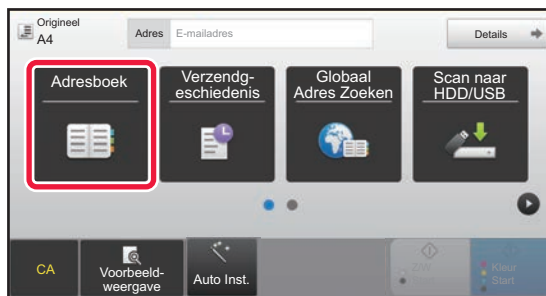 Origineel
A4
Adres E-mailadres
Details
Adresboek
Verzendg-
eschiedenis
Globaal
Adres Zoeken
Scan naar
HDD/USB
CA
Voorbeeld-
weergave
Auto Inst.
Z/W
Start
Kleur
Start